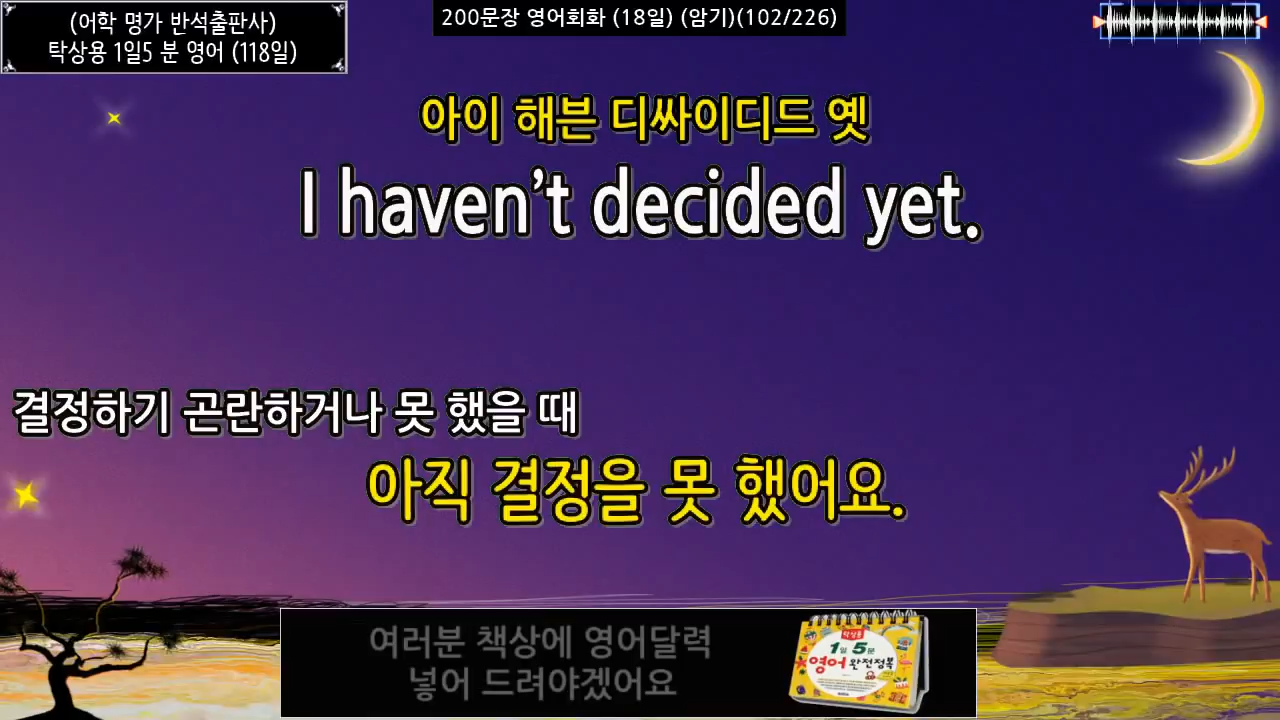 (어학 명가 반석출판사)
탁상용 1일5 분 영어 (118일)
200문장 영어회화 (18일) (암기)(102/226)
아이 해븐 디싸이디드 옛
I haven’t decided yet.
결정하기 곤란하거나 못 했을 때
아직 결정을 못 했어요.
여러분 책상에 영어달력
넣어 드려야겠어요
탁상용
1일 5분
영어 완전정복